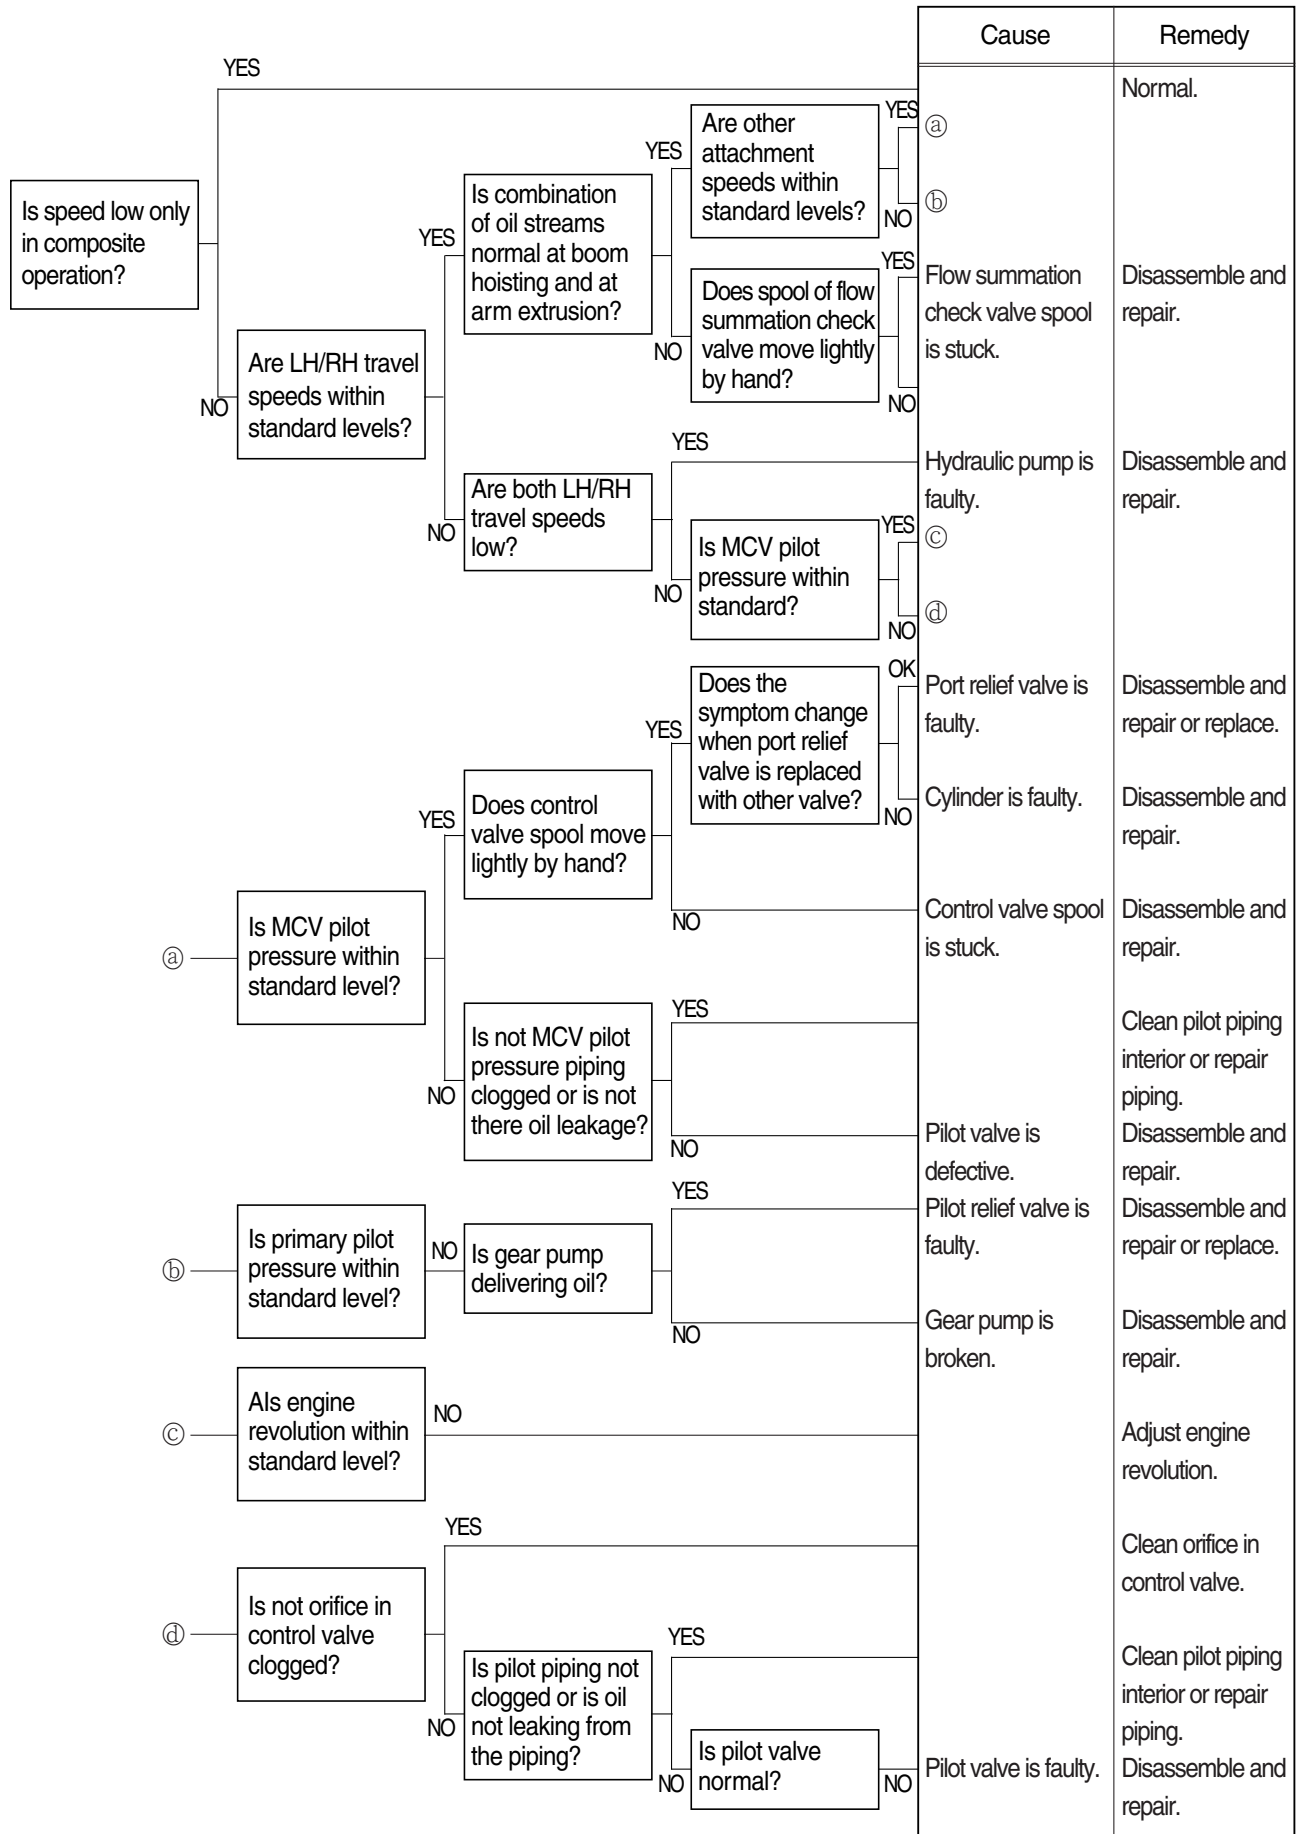 Cause
Remedy
YES
Normal.
Is speed low only
in composite
operation?
NO
Are LH/RH travel
speeds within
standard levels?
YES
Is combination
of oil streams
normal at boom
hoisting and at
arm extrusion?
YES
Are other
attachment
speeds within
standard levels?
YES
ⓐ
NO
ⓑ
NO
Does spool of flow
summation check
valve move lightly
by hand?
YES
Flow summation
check valve spool
is stuck.
Disassemble and
repair.
NO
NO
Are both LH/RH
travel speeds
low?
YES
Hydraulic pump is
faulty.
Disassemble and
repair.
NO
Is MCV pilot
pressure within
standard?
YES
ⓒ
NO
ⓓ
ⓐ
Is MCV pilot
pressure within
standard level?
YES
Does control
valve spool move
lightly by hand?
YES
Does the
symptom change
when port relief
valve is replaced
with other valve?
OK
Port relief valve is
faulty.
Disassemble and
repair or replace.
NO
Cylinder is faulty.
Disassemble and
repair.
NO
Control valve spool
is stuck.
Disassemble and
repair.
NO
Is not MCV pilot
pressure piping
clogged or is not
there oil leakage?
YES
Clean pilot piping
interior or repair
piping.
NO
Pilot valve is
defective.
Disassemble and
repair.
ⓑ
Is primary pilot
pressure within
standard level?
NO
Is gear pump
delivering oil?
YES
Pilot relief valve is
faulty.
Disassemble and
repair or replace.
NO
Gear pump is
broken.
Disassemble and
repair.
ⓒ
AIs engine
revolution within
standard level?
NO
Adjust engine
revolution.
ⓓ
Is not orifice in
control valve
clogged?
YES
Clean orifice in
control valve.
NO
Is pilot piping not
clogged or is oil
not leaking from
the piping?
YES
Clean pilot piping
interior or repair
piping.
NO
Is pilot valve
normal?
NO
Pilot valve is faulty.
Disassemble and
repair.